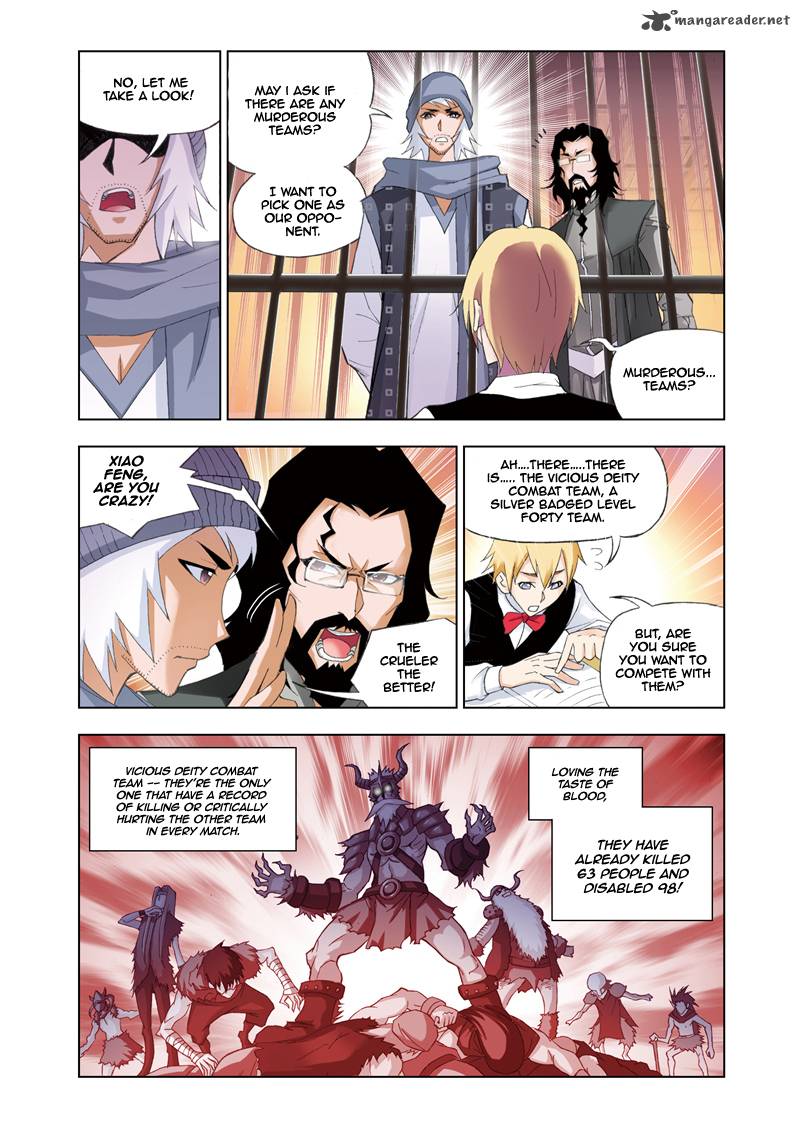 mangareader.net
NO, LET ME
TAKE A LOOK!
MAY I ASK IF
THERE ARE ANY
MURDEROUS
TEAMS?
I WANT TO
PICK ONE AS
OUR OPPO-
NENT.
MURDEROUS...
TEAMS?
XIAO
FENG,
ARE YOU
CRAZY!
THE
CRUELER
THE
BETTER!
AH....THERE.....THERE
IS..... THE VICIOUS DEITY
COMBAT TEAM, A
SILVER BADGED LEVEL
FORTY TEAM.
BUT, ARE
YOU SURE
YOU WANT TO
COMPETE WITH
THEM?
VICIOUS DEITY COMBAT
TEAM -- THEY'RE THE ONLY
ONE THAT HAVE A RECORD
OF KILLING OR CRITICALLY
HURTING THE OTHER TEAM
IN EVERY MATCH.
LOVING THE
TASTE OF
BLOOD,
THEY HAVE
ALREADY KILLED
63 PEOPLE AND
DISABLED 98!